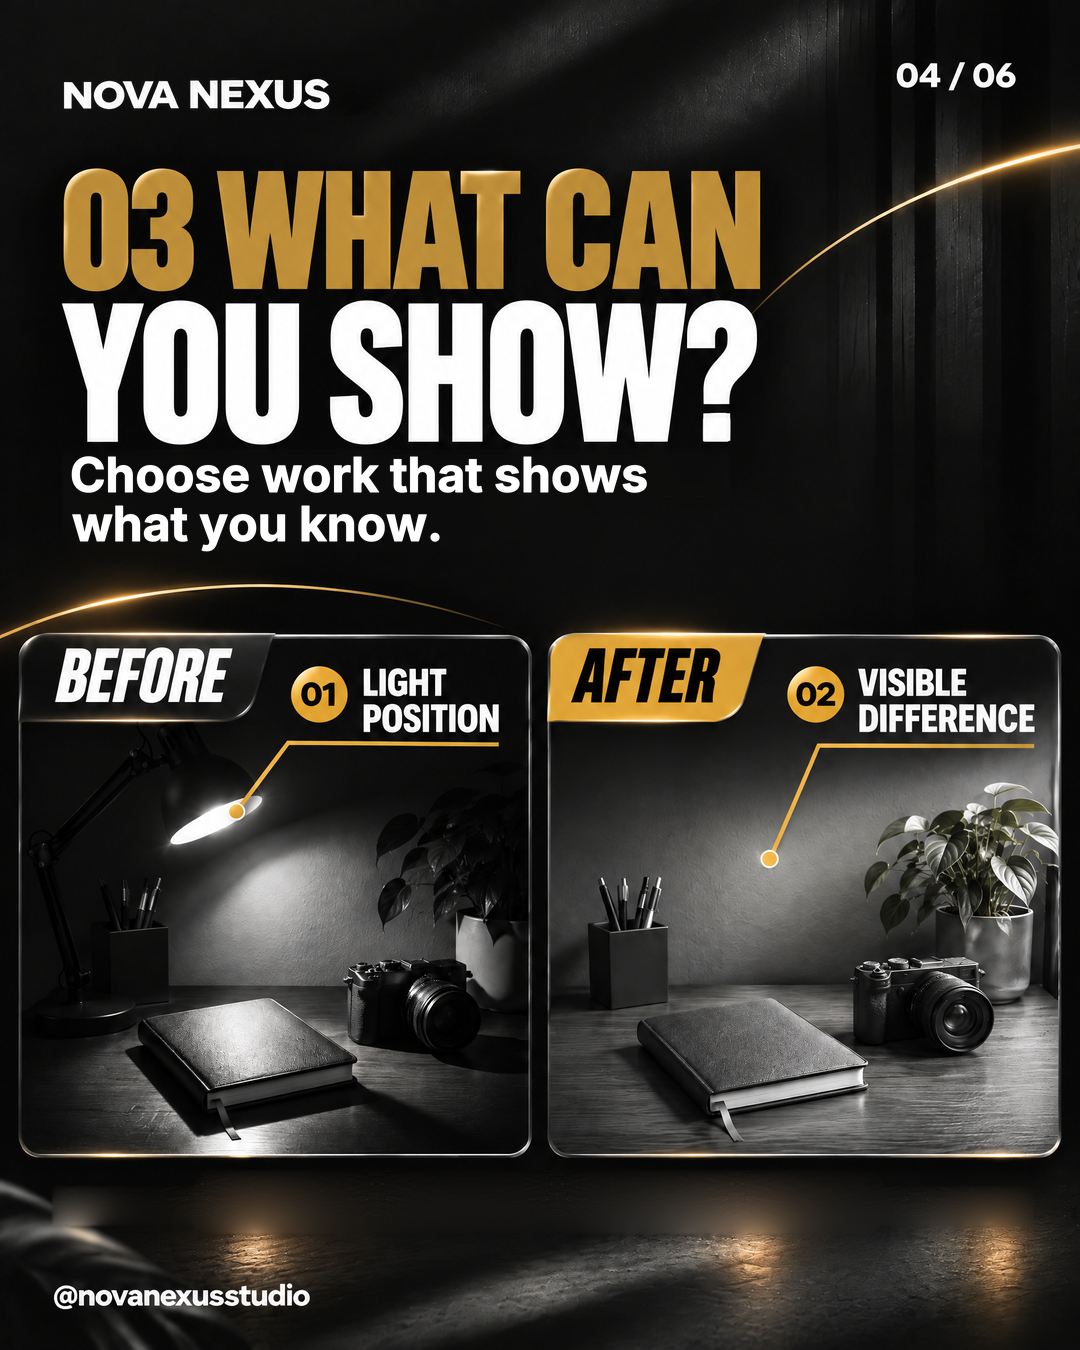 NOVA NEXUS
04 / 06
03 WHAT CAN
YOU SHOW?
Choose work that shows
what you know.
BEFORE
01
LIGHT
POSITION
AFTER
02
VISIBLE
DIFFERENCE
@novanexusstudio